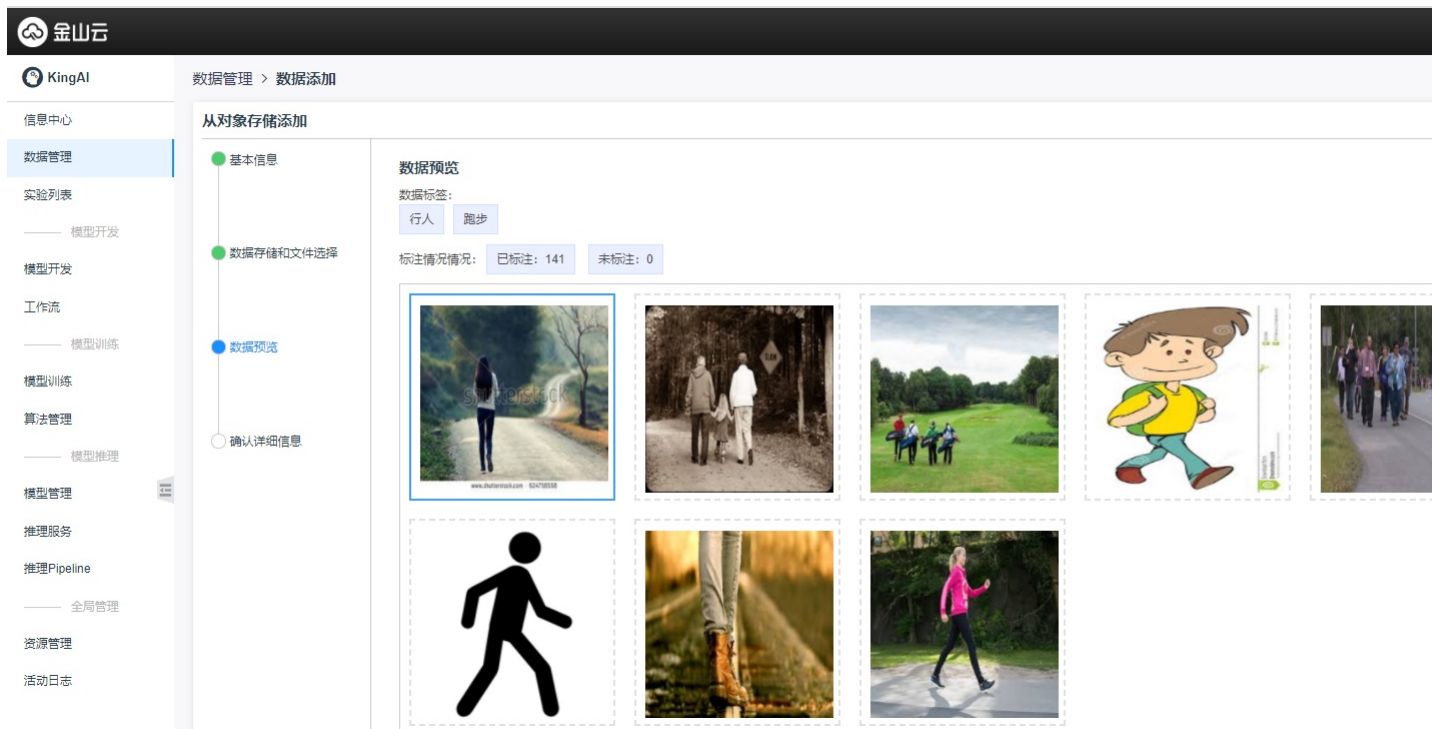 金山云
KingAI
数据管理 > 数据添加
信息中心
数据管理
实验列表
模型开发
模型开发
工作流
模型训练
模型训练
算法管理
模型推理
模型管理
推理服务
推理Pipeline
全局管理
资源管理
活动日志
从对象存储添加
基本信息
数据存储和文件选择
数据预览
确认详细信息
数据预览
数据标签：
行人 跑步
标注情况情况： 已标注：141 未标注：0
shutterstock